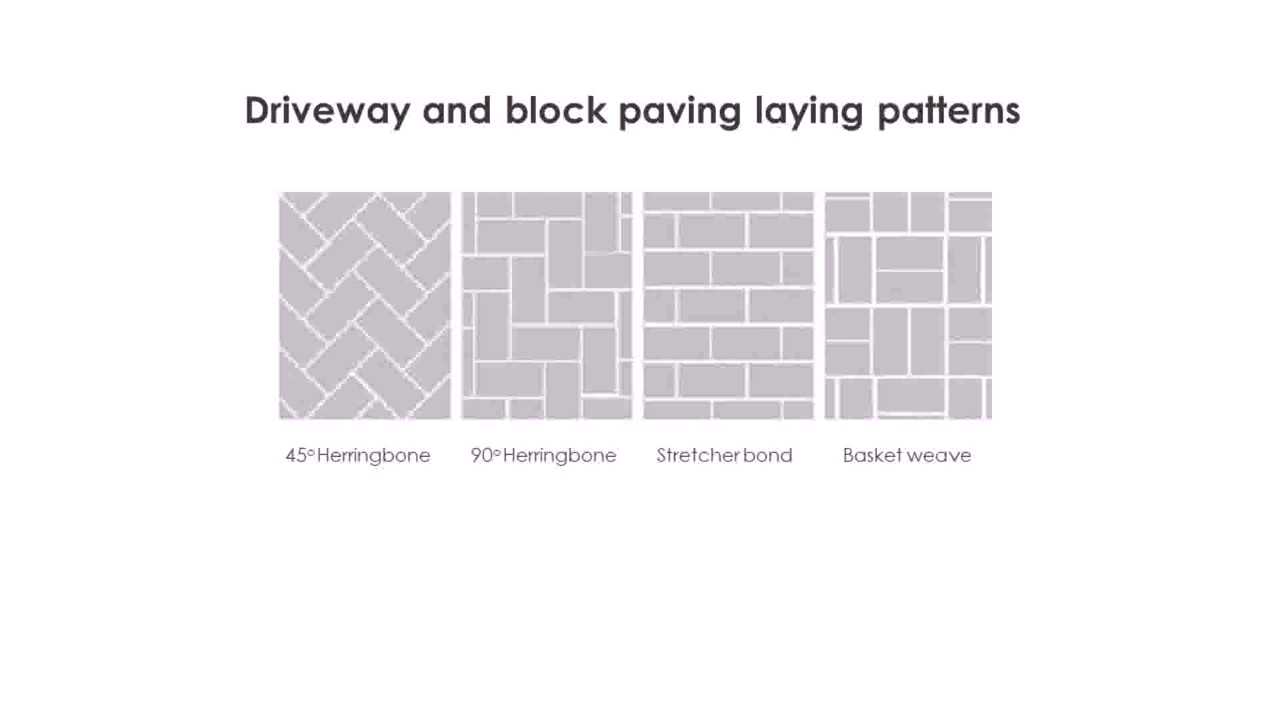 Driveway and block paving laying patterns
45° Herringbone 90° Herringbone Stretcher bond Basket weave